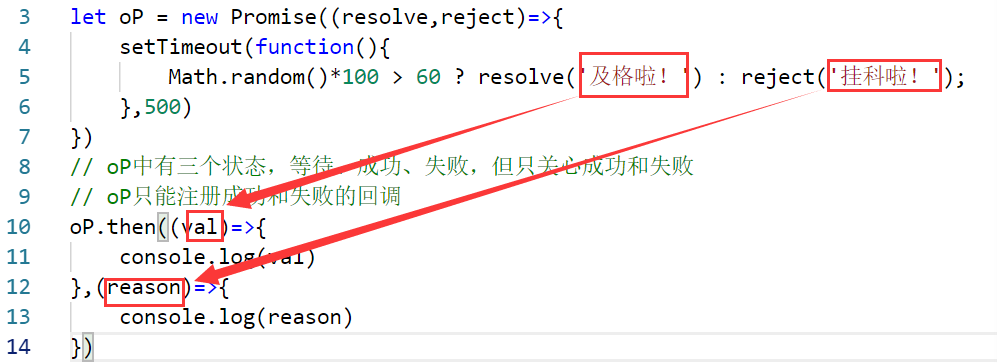 3 let oP = new Promise((resolve,reject)=>{
4 setTimeout(function(){
5 Math.random()*100 > 60 ? resolve('及格啦！') : reject('挂科啦！');
6 },500)
7 })
8 // oP中有三个状态，等待、成功、失败，但只关心成功和失败
9 // oP只能注册成功和失败的回调
10 oP.then((val)=>{
11 console.log(val)
12 },(reason)=>{
13 console.log(reason)
14 })